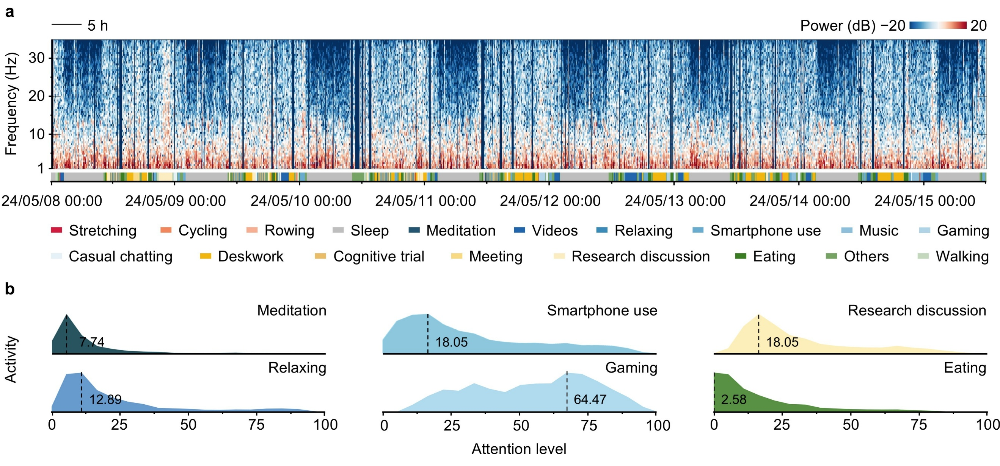 a
5 h
Power (dB) −20 20
Frequency (Hz)
30
20
10
1
24/05/08 00:00 24/05/09 00:00 24/05/10 00:00 24/05/11 00:00 24/05/12 00:00 24/05/13 00:00 24/05/14 00:00 24/05/15 00:00
Stretching Cycling Rowing Sleep Meditation Videos Relaxing Smartphone use Music Gaming
Casual chatting Deskwork Cognitive trial Meeting Research discussion Eating Others Walking
b
Activity
Meditation
7.74
Relaxing
12.89
0 25 50 75 100
Smartphone use
18.05
Gaming
64.47
0 25 50 75 100
Research discussion
18.05
Eating
2.58
0 25 50 75 100
Attention level